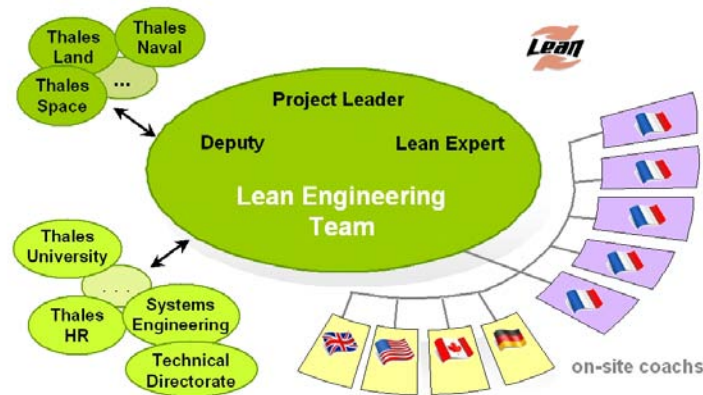 Thales
Land
Thales
Naval
Thales
Space
...
Lean
Project Leader
Deputy
Lean Expert
Lean Engineering
Team
Thales
University
. . .
Thales
HR
Systems
Engineering
Technical
Directorate
on-site coachs